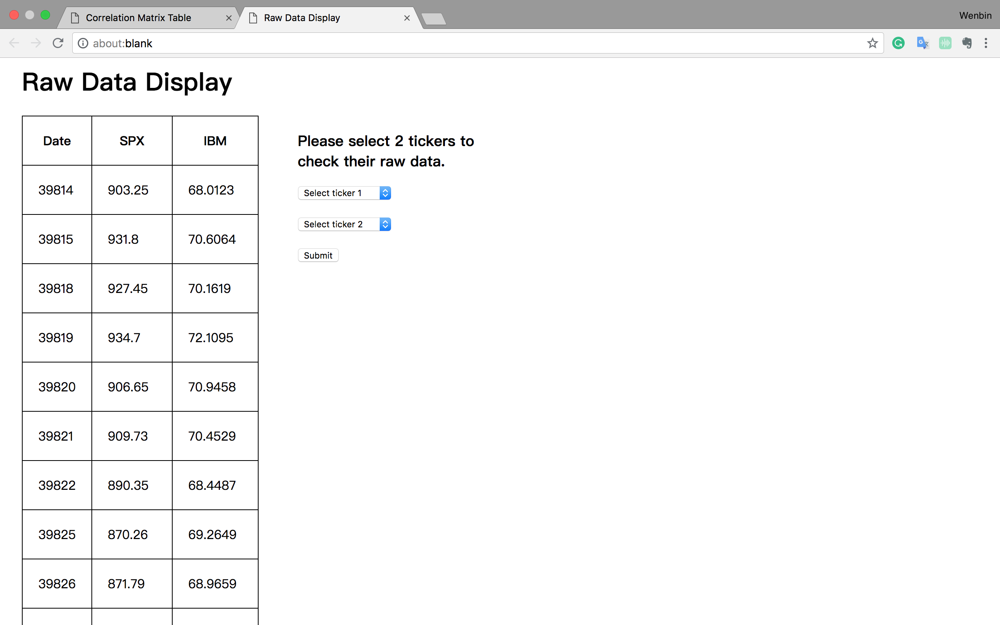 Correlation Matrix Table
Raw Data Display
Wenbin
about:blank
Raw Data Display
Date SPX IBM
39814 903.25 68.0123
39815 931.8 70.6064
39818 927.45 70.1619
39819 934.7 72.1095
39820 906.65 70.9458
39821 909.73 70.4529
39822 890.35 68.4487
39825 870.26 69.2649
39826 871.79 68.9659
Please select 2 tickers to
check their raw data.
Select ticker 1
Select ticker 2
Submit